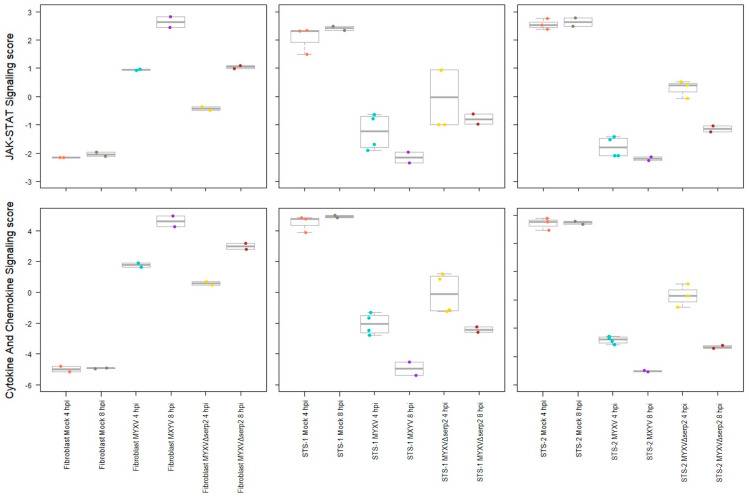 JAK-STAT Signaling score
3
2
1
0
-1
-2
-3
Cytokine And Chemokine Signaling score
4
2
0
-2
-4
-6
Fibroblast Mock 4 hpi
Fibroblast Mock 8 hpi
Fibroblast MYXV 4 hpi
Fibroblast MXYV 8 hpi
Fibroblast MYXVΔserp2 4 hpi
Fibroblast MYXVΔserp2 8 hpi
STS-1 Mock 4 hpi
STS-1 Mock 8 hpi
STS-1 MYXV 4 hpi
STS-1 MXYV 8 hpi
STS-1 MYXVΔserp2 4 hpi
STS-1 MYXVΔserp2 8 hpi
STS-2 Mock 4 hpi
STS-2 Mock 8 hpi
STS-2 MYXV 4 hpi
STS-2 MXYV 8 hpi
STS-2 MYXVΔserp2 4 hpi
STS-2 MYXVΔserp2 8 hpi